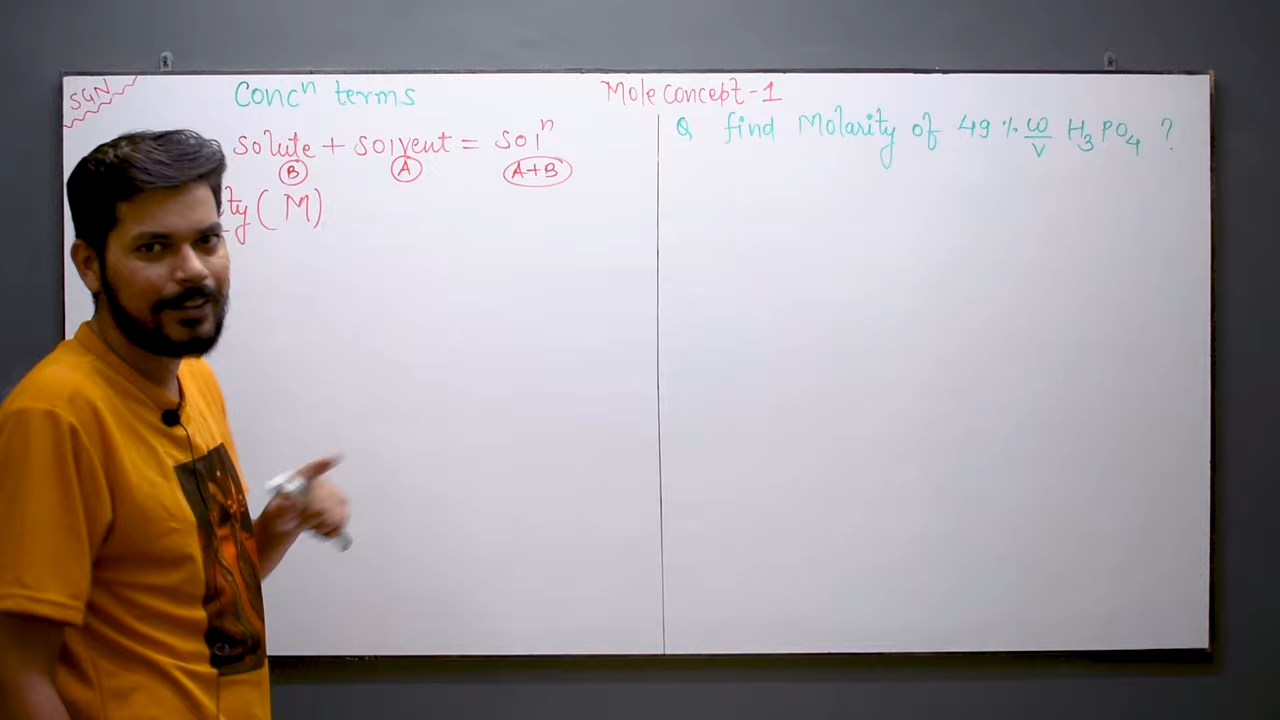 SGN
Concⁿ terms
Mole concept-1
solute + solvent = solⁿ
B A A+B
ty (M)
Q find Molarity of 49 % ω/v H₃PO₄ ?